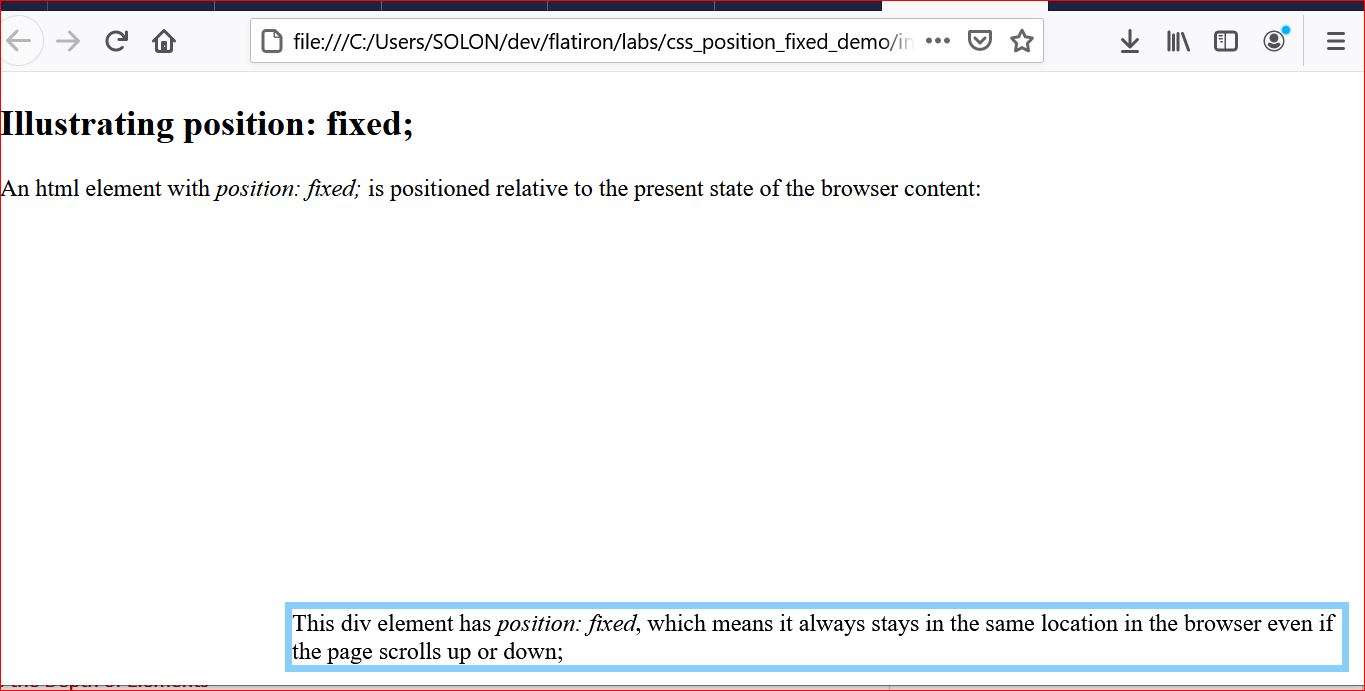 file:///C:/Users/SOLON/dev/flatiron/labs/css_position_fixed_demo/in
Illustrating position: fixed;
An html element with position: fixed; is positioned relative to the present state of the browser content:
This div element has position: fixed, which means it always stays in the same location in the browser even if
the page scrolls up or down;